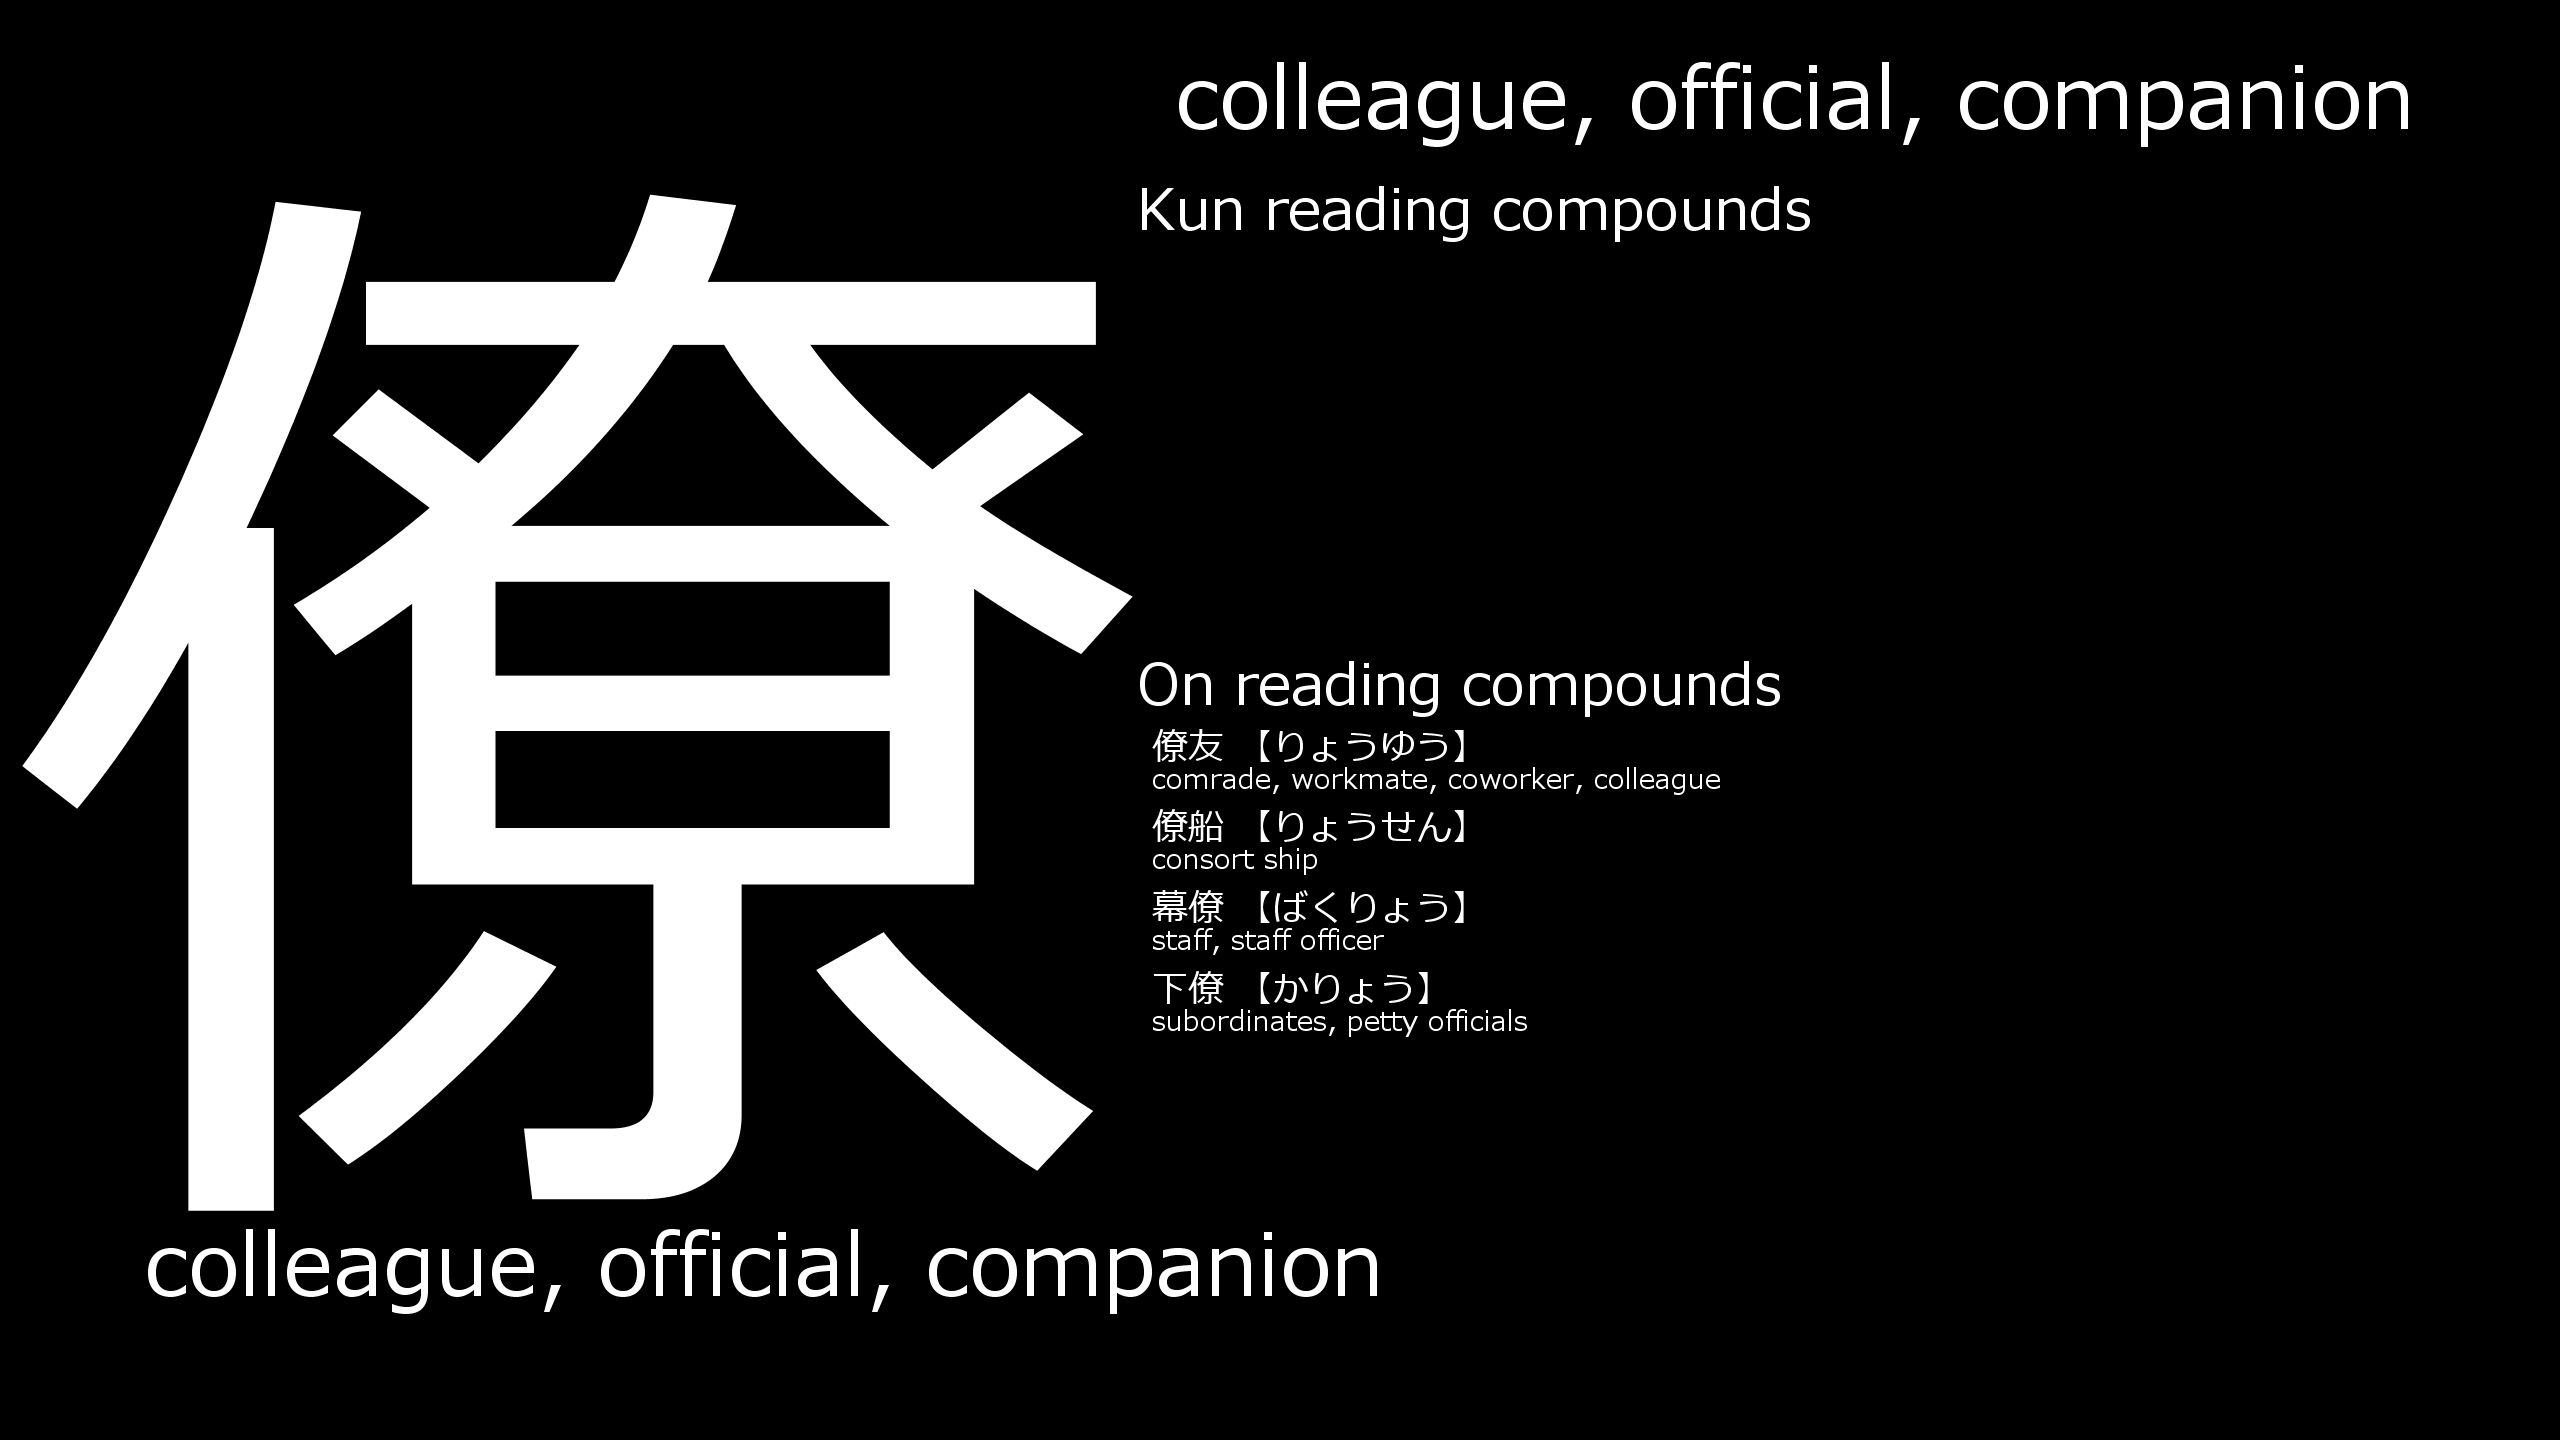 colleague, official, companion
僚
Kun reading compounds
On reading compounds
僚友 【りょうゆう】
comrade, workmate, coworker, colleague
僚船 【りょうせん】
consort ship
幕僚 【ばくりょう】
staff, staff officer
下僚 【かりょう】
subordinates, petty officials
colleague, official, companion